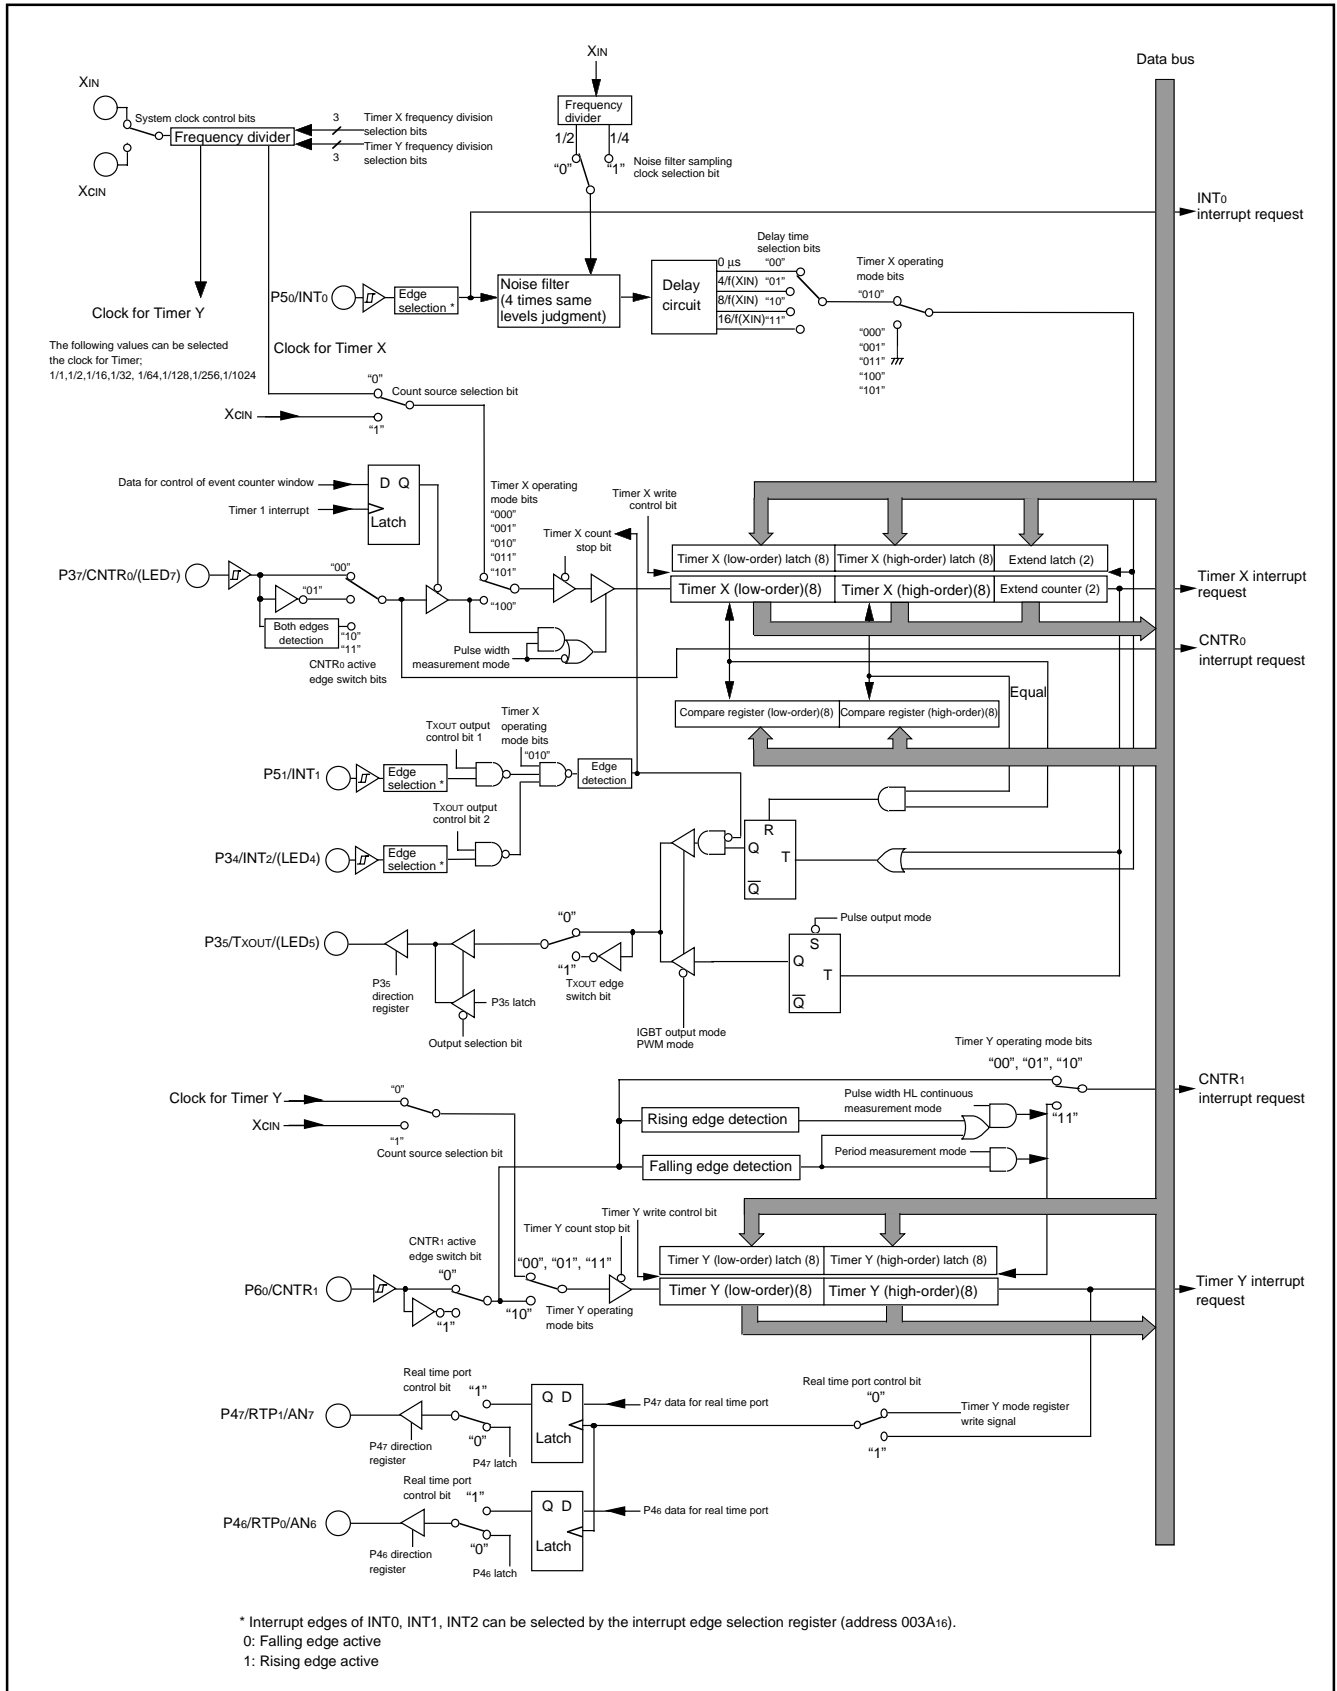 XIN
Data bus
XIN
System clock control bits
Frequency divider
3
Timer X frequency division
selection bits
Timer Y frequency division
selection bits
3
XCIN
Frequency
divider
1/2
1/4
“0”
“1”
Noise filter sampling
clock selection bit
INT0
interrupt request
Delay time
selection bits
0 µs “00”
4/f(XIN) “01”
8/f(XIN) “10”
16/f(XIN) “11”
Timer X operating
mode bits
“010”
“000”
“001”
“011”
“100”
“101”
P50/INT0
Edge
selection *
Noise filter
(4 times same
levels judgment)
Delay
circuit
Clock for Timer Y
The following values can be selected
the clock for Timer;
1/1,1/2,1/16,1/32, 1/64,1/128,1/256,1/1024
Clock for Timer X
“0”
Count source selection bit
XCIN
“1”
Data for control of event counter window
D Q
Timer 1 interrupt
Latch
Timer X operating
mode bits
“000”
“001”
“010”
“011”
“101”
“100”
Timer X count
stop bit
Timer X write
control bit
Timer X (low-order) latch (8)
Timer X (high-order) latch (8)
Extend latch (2)
Timer X (low-order)(8)
Timer X (high-order)(8)
Extend counter (2)
Timer X interrupt
request
P37/CNTR0/(LED7)
“00”
“01”
Both edges
detection
“10”
“11”
CNTR0 active
edge switch bits
Pulse width
measurement mode
CNTR0
interrupt request
Equal
Compare register (low-order)(8)
Compare register (high-order)(8)
TXOUT output
control bit 1
Timer X
operating
mode bits
“010”
P51/INT1
Edge
selection *
Edge
detection
TXOUT output
control bit 2
P34/INT2/(LED4)
Edge
selection *
R
Q
T
Q
Pulse output mode
S
Q
T
Q
P35/TXOUT/(LED5)
“0”
“1”
TXOUT edge
switch bit
P35
direction
register
P35 latch
Output selection bit
IGBT output mode
PWM mode
Timer Y operating mode bits
“00”, “01”, “10”
“11”
CNTR1
interrupt request
Clock for Timer Y
“0”
XCIN
“1”
Count source selection bit
Pulse width HL continuous
measurement mode
Rising edge detection
Falling edge detection
Period measurement mode
Timer Y write control bit
Timer Y count stop bit
CNTR1 active
edge switch bit
“0”
“1”
P60/CNTR1
“00”, “01”, “11”
“10”
Timer Y operating
mode bits
Timer Y (low-order) latch (8)
Timer Y (high-order) latch (8)
Timer Y (low-order)(8)
Timer Y (high-order)(8)
Timer Y interrupt
request
Real time port
control bit
“1”
“0”
P47/RTP1/AN7
P47 direction
register
P47 latch
Q D
Latch
P47 data for real time port
Real time port control bit
“0”
“1”
Timer Y mode register
write signal
Real time port
control bit
“1”
“0”
P46/RTP0/AN6
P46 direction
register
P46 latch
Q D
Latch
P46 data for real time port
* Interrupt edges of INT0, INT1, INT2 can be selected by the interrupt edge selection register (address 003A16).
0: Falling edge active
1: Rising edge active